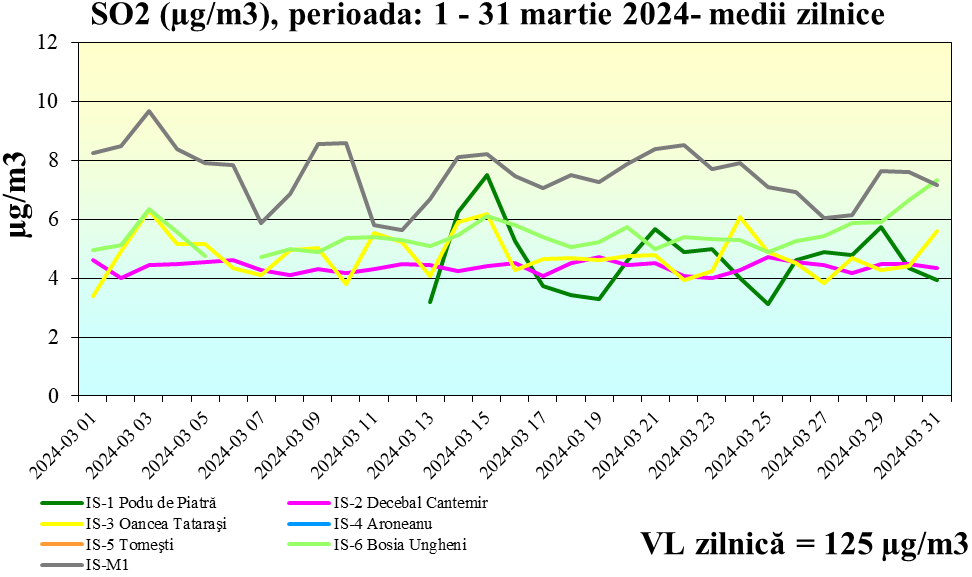 SO2 (µg/m3), perioada: 1 - 31 martie 2024- medii zilnice
µg/m3
12
10
8
6
4
2
0
2024-03 01
2024-03 03
2024-03 05
2024-03 07
2024-03 09
2024-03 11
2024-03 13
2024-03 15
2024-03 17
2024-03 19
2024-03 21
2024-03 23
2024-03 25
2024-03 27
2024-03 29
2024-03 31
IS-1 Podu de Piatră
IS-2 Decebal Cantemir
IS-3 Oancea Tatarași
IS-4 Aroneanu
IS-5 Tomești
IS-6 Bosia Ungheni
IS-M1
VL zilnică = 125 µg/m3